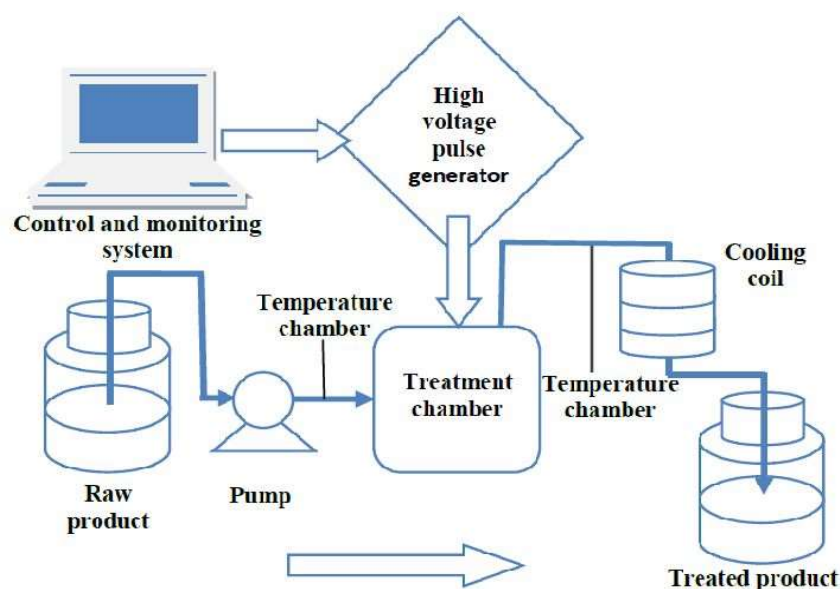 High
voltage
pulse
generator
Control and monitoring
system
Cooling
coil
Temperature
chamber
Treatment
chamber
Temperature
chamber
Raw
product
Pump
Treated product